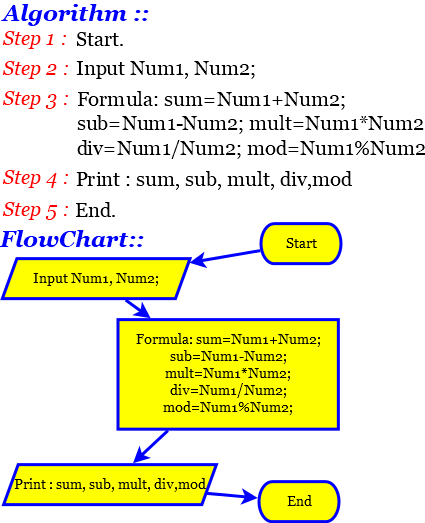 Algorithm ::
Step 1 : Start.
Step 2 : Input Num1, Num2;
Step 3 : Formula: sum=Num1+Num2;
sub=Num1-Num2; mult=Num1*Num2
div=Num1/Num2; mod=Num1%Num2
Step 4 : Print : sum, sub, mult, div,mod
Step 5 : End.
FlowChart::
Start
Input Num1, Num2;
Formula: sum=Num1+Num2;
sub=Num1-Num2;
mult=Num1*Num2;
div=Num1/Num2;
mod=Num1%Num2;
Print : sum, sub, mult, div,mod
End